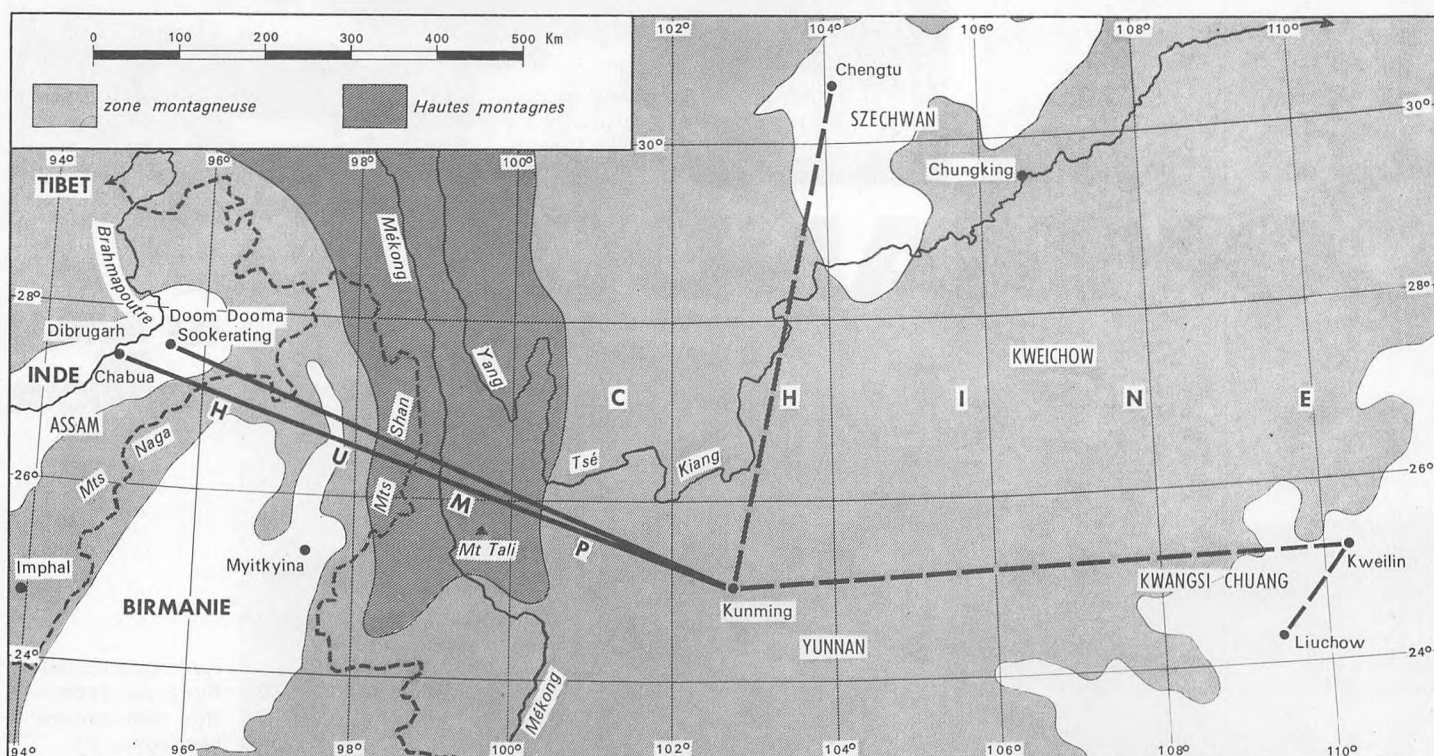 0 100 200 300 400 500 Km
zone montagneuse
Hautes montagnes
102° 104° 106° 108° 110°
Chengtu
SZECHWAN
30° 30°
Chungking
94° 96° 98° 100°
TIBET
Brahmapoutre
Mékong
28° 28°
Doom Dooma
Dibrugarh
Sookerating
Yang
KWEICHOW
INDE
Chabua
C H I N E
ASSAM
H U M P
Mts Naga
Mts Shan
Tsé Kiang
26° 26°
Mt Tali
Myitkyina
Imphal
Kweilin
KWANGSI CHUANG
BIRMANIE
Kunming
Liuchow
YUNNAN
24° 24°
Mékong
94° 96° 98° 100° 102° 104° 106° 108° 110°